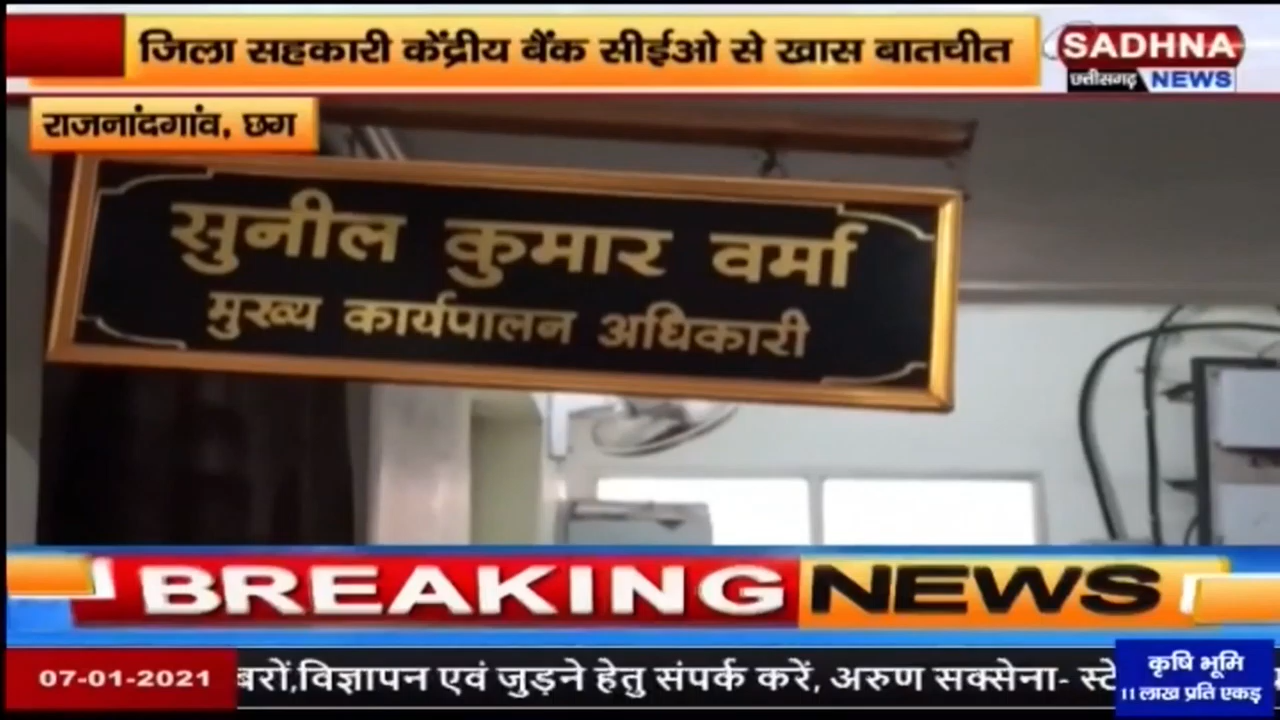 जिला सहकारी केंद्रीय बैंक सीईओ से खास बातचीत
SADHNA
छत्तीसगढ़ NEWS
राजनांदगांव, छग
सुनील कुमार वर्मा
मुख्य कार्यपालन अधिकारी
BREAKING NEWS
07-01-2021
बरों,विज्ञापन एवं जुड़ने हेतु संपर्क करें, अरुण सक्सेना- स्टे
कृषि भूमि
11 लाख प्रति एकड़